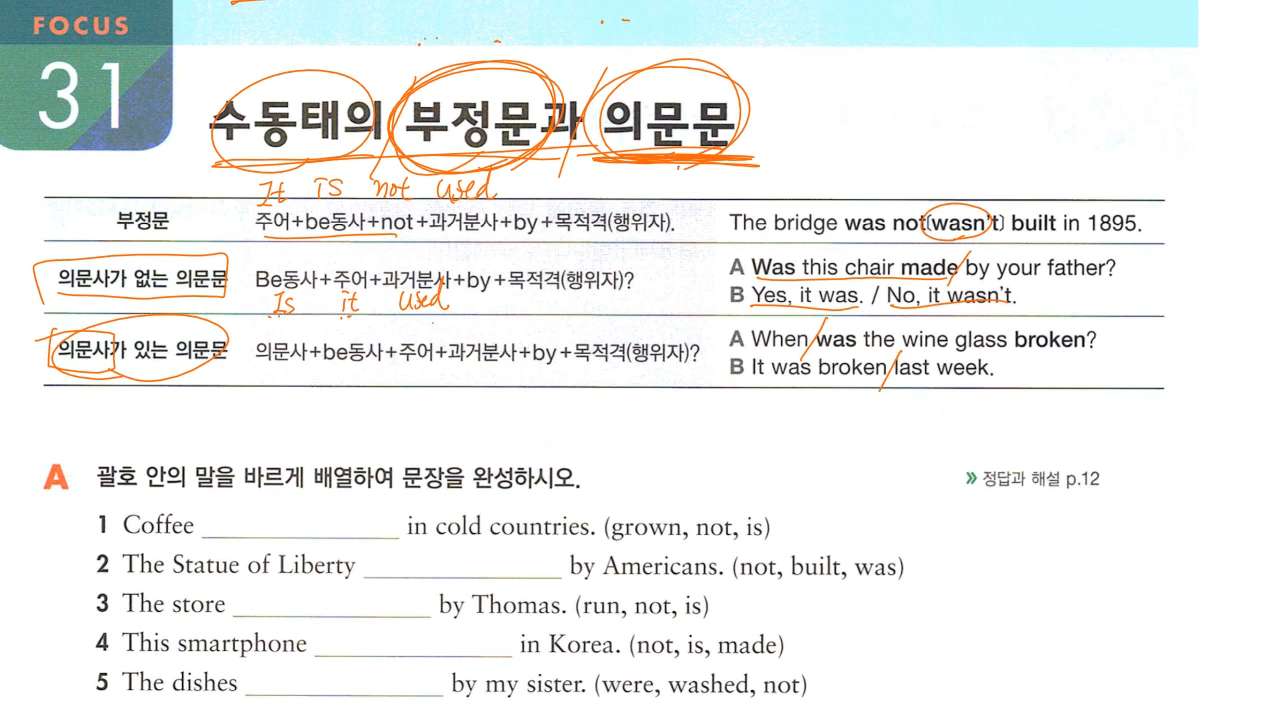 FOCUS
31
수동태의 부정문과 의문문
It is not used
부정문 주어+be동사+not+과거분사+by+목적격(행위자). The bridge was not(wasn't) built in 1895.
의문사가 없는 의문문 Be동사+주어+과거분사+by+목적격(행위자)? A Was this chair made by your father?
B Yes, it was. / No, it wasn't.
Is it used
의문사가 있는 의문문 의문사+be동사+주어+과거분사+by+목적격(행위자)? A When was the wine glass broken?
B It was broken last week.
A 괄호 안의 말을 바르게 배열하여 문장을 완성하시오. » 정답과 해설 p.12
1 Coffee ______ in cold countries. (grown, not, is)
2 The Statue of Liberty ______ by Americans. (not, built, was)
3 The store ______ by Thomas. (run, not, is)
4 This smartphone ______ in Korea. (not, is, made)
5 The dishes ______ by my sister. (were, washed, not)